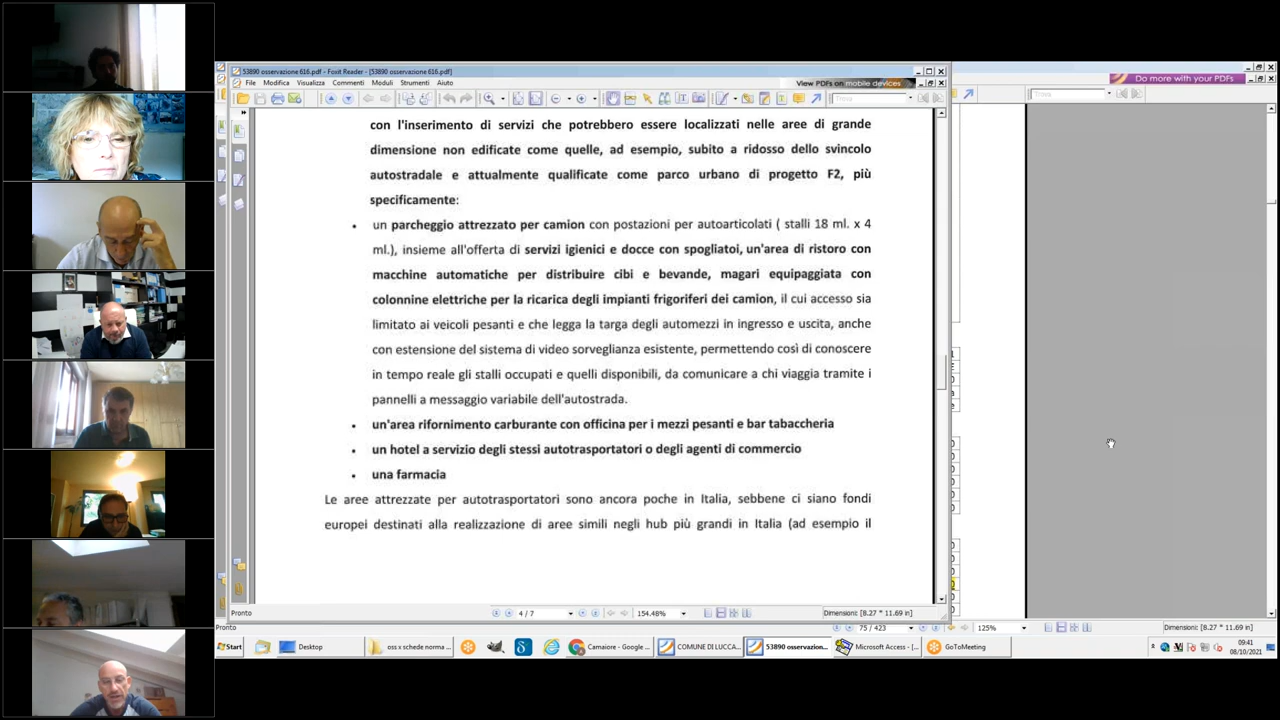 53890 osservazione 616.pdf - Foxit Reader - [53890 osservazione 616.pdf]
File Modifica Visualizza Commenti Moduli Strumenti Aiuto
View PDFs on mobile devices
Do more with your PDFs
Trova
Trova
con l'inserimento di servizi che potrebbero essere localizzati nelle aree di grande
dimensione non edificate come quelle, ad esempio, subito a ridosso dello svincolo
autostradale e attualmente qualificate come parco urbano di progetto F2, più
specificamente:
• un parcheggio attrezzato per camion con postazioni per autoarticolati ( stalli 18 ml. x 4
ml.), insieme all'offerta di servizi igienici e docce con spogliatoi, un'area di ristoro con
macchine automatiche per distribuire cibi e bevande, magari equipaggiata con
colonnine elettriche per la ricarica degli impianti frigoriferi dei camion, il cui accesso sia
limitato ai veicoli pesanti e che legga la targa degli automezzi in ingresso e uscita, anche
con estensione del sistema di video sorveglianza esistente, permettendo così di conoscere
in tempo reale gli stalli occupati e quelli disponibili, da comunicare a chi viaggia tramite i
pannelli a messaggio variabile dell'autostrada.
• un'area rifornimento carburante con officina per i mezzi pesanti e bar tabaccheria
• un hotel a servizio degli stessi autotrasportatori o degli agenti di commercio
• una farmacia
Le aree attrezzate per autotrasportatori sono ancora poche in Italia, sebbene ci siano fondi
europei destinati alla realizzazione di aree simili negli hub più grandi in Italia (ad esempio il
Pronto 4 / 7 154.48% Dimensioni: [8.27 * 11.69 in]
Pronto 75 / 423 125% Dimensioni: [8.27 * 11.69 in]
Start Desktop oss x schede norma ... Camaiore - Google ... COMUNE DI LUCCA... 53890 osservazion... Microsoft Access - [... GoToMeeting
09:41
08/10/2021